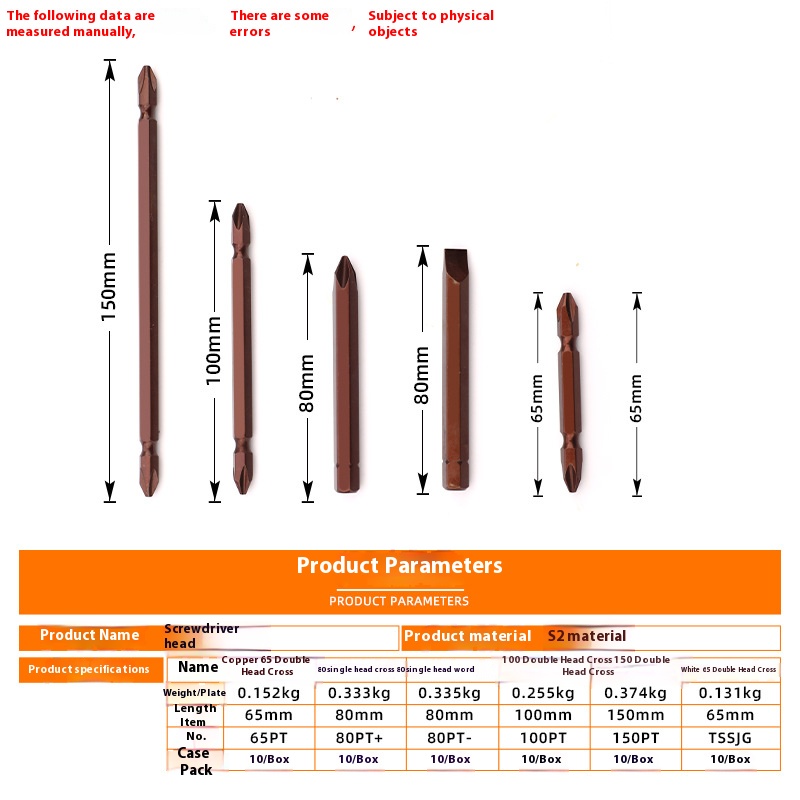 The following data are
measured manually,
There are some
errors ,
Subject to physical
objects
150mm
100mm
80mm
80mm
65mm
65mm
Product Parameters
PRODUCT PARAMETERS
Product Name
Screwdriver
head
Product material S2 material
Product specifications
Name
Copper 65 Double
Head Cross
80single head cross
80single head word
100 Double Head Cross 150 Double
Head Cross
White 65 Double Head Cross
Weight/Plate 0.152kg 0.333kg 0.335kg 0.255kg 0.374kg 0.131kg
Length 65mm 80mm 80mm 100mm 150mm 65mm
Item
No. 65PT 80PT+ 80PT- 100PT 150PT TSSJG
Case
Pack
10/Box 10/Box 10/Box 10/Box 10/Box 10/Box